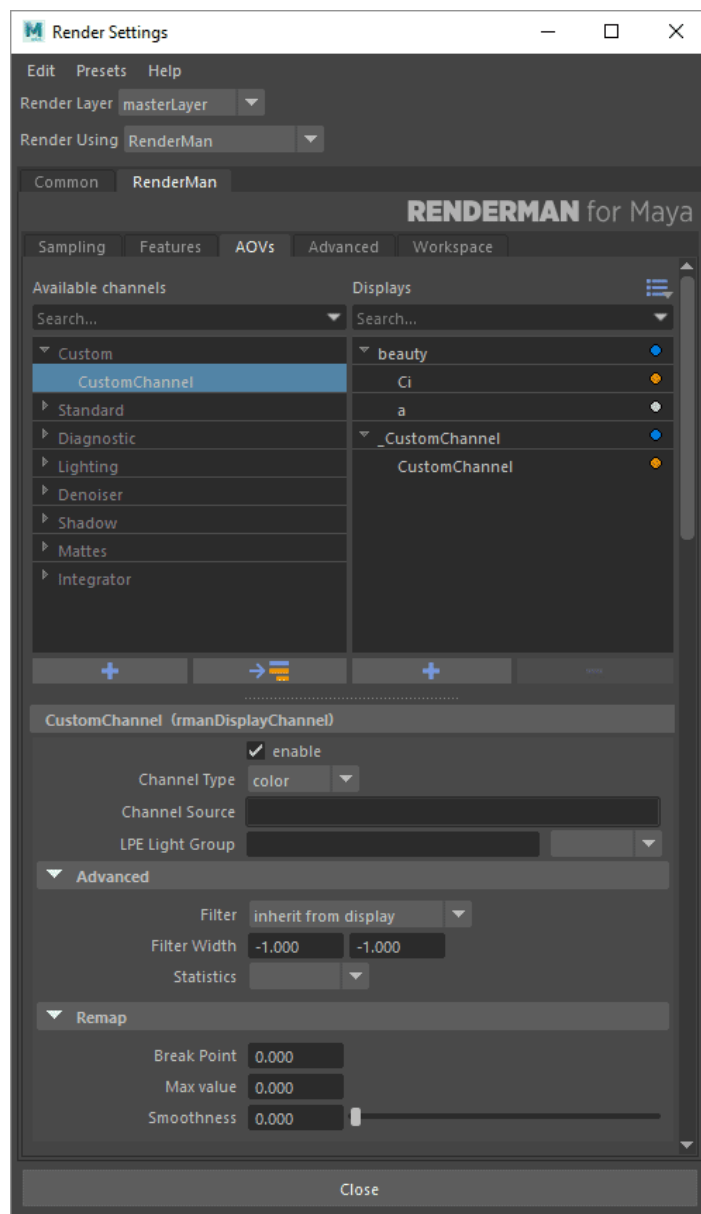 Render Settings
Edit Presets Help
Render Layer masterLayer
Render Using RenderMan
Common RenderMan
RENDERMAN for Maya
Sampling Features AOVs Advanced Workspace
Available channels Displays
Search... Search...
Custom beauty
CustomChannel Ci
Standard a
Diagnostic _CustomChannel
Lighting CustomChannel
Denoiser
Shadow
Mattes
Integrator
CustomChannel (rmanDisplayChannel)
enable
Channel Type color
Channel Source
LPE Light Group
Advanced
Filter inherit from display
Filter Width -1.000 -1.000
Statistics
Remap
Break Point 0.000
Max value 0.000
Smoothness 0.000
Close